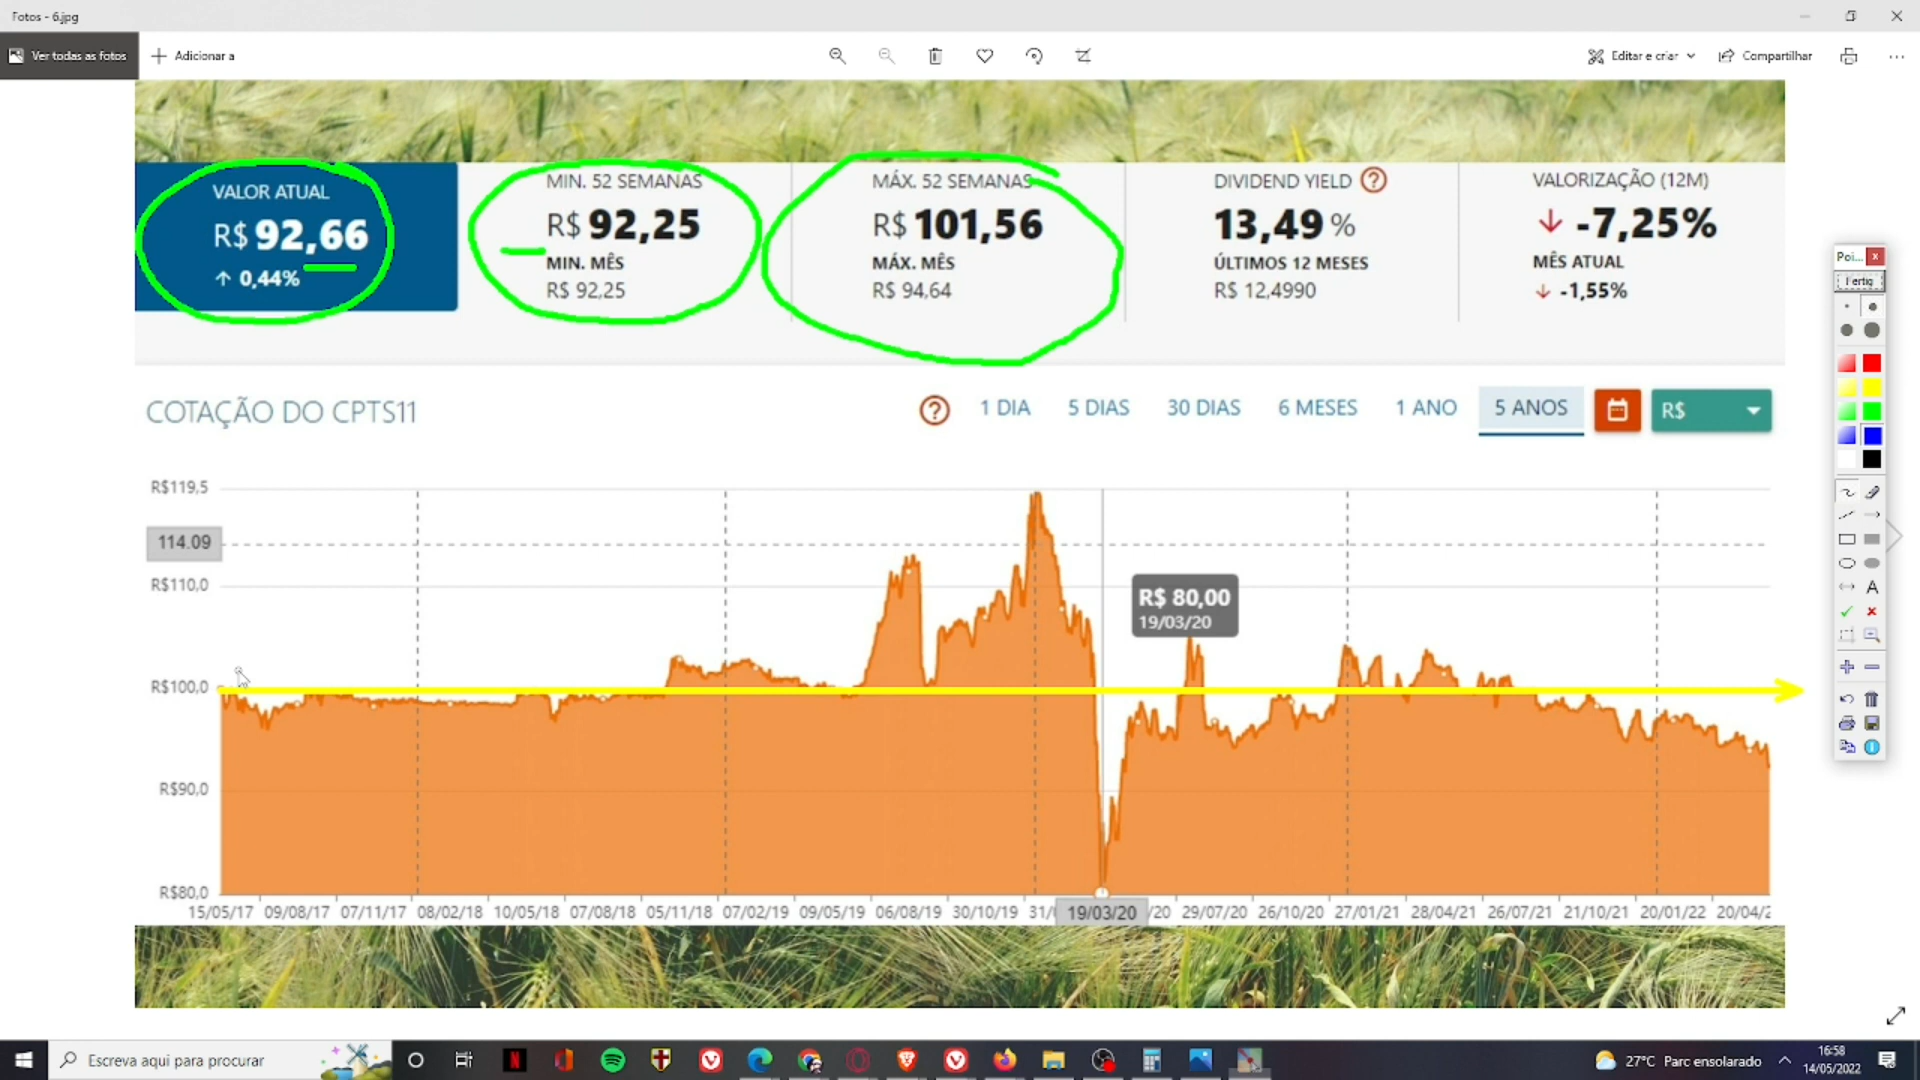 Fotos - 6.jpg
Ver todas as fotos
Adicionar a
Editar e criar
Compartilhar
VALOR ATUAL
R$ 92,66
↑ 0,44%
MIN. 52 SEMANAS
R$ 92,25
MIN. MÊS
R$ 92,25
MÁX. 52 SEMANAS
R$ 101,56
MÁX. MÊS
R$ 94,64
DIVIDEND YIELD ?
13,49 %
ÚLTIMOS 12 MESES
R$ 12,4990
VALORIZAÇÃO (12M)
↓ -7,25%
MÊS ATUAL
↓ -1,55%
Poi...
Fertig
COTAÇÃO DO CPTS11
? 1 DIA 5 DIAS 30 DIAS 6 MESES 1 ANO 5 ANOS R$
R$119,5
114.09
R$110,0
R$100,0
R$90,0
R$80,0
R$ 80,00
19/03/20
A
15/05/17 09/08/17 07/11/17 08/02/18 10/05/18 07/08/18 05/11/18 07/02/19 09/05/19 06/08/19 30/10/19 31/0 19/03/20 /20 29/07/20 26/10/20 27/01/21 28/04/21 26/07/21 21/10/21 20/01/22 20/04/2
Escreva aqui para procurar
27°C Parc ensolarado
16:58
14/05/2022